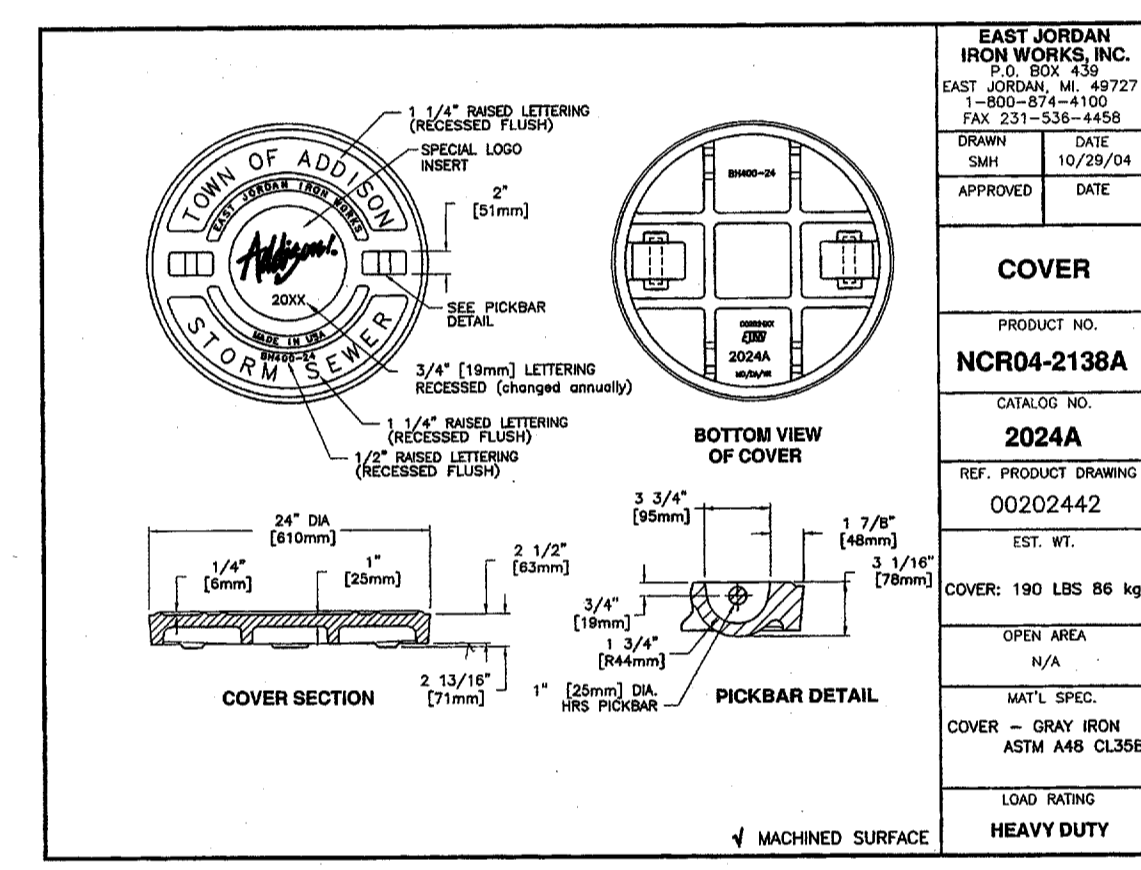 1 1/4" RAISED LETTERING
(RECESSED FLUSH)
SPECIAL LOGO
INSERT
2"
[51mm]
SEE PICKBAR
DETAIL
3/4" [19mm] LETTERING
RECESSED (changed annually)
1 1/4" RAISED LETTERING
(RECESSED FLUSH)
1/2" RAISED LETTERING
(RECESSED FLUSH)
TOWN OF ADDISON
EAST JORDAN IRON WORKS
Addison!
20XX
MADE IN USA
BH400-24
STORM SEWER
BH400-24
EJIW
2024A
MO/DA/YR
BOTTOM VIEW
OF COVER
24" DIA
[610mm]
1/4"
[6mm]
1"
[25mm]
2 1/2"
[63mm]
2 13/16"
[71mm]
COVER SECTION
3 3/4"
[95mm]
1 7/8"
[48mm]
3 1/16"
[78mm]
3/4"
[19mm]
1 3/4"
[R44mm]
1" [25mm] DIA.
HRS PICKBAR
PICKBAR DETAIL
√ MACHINED SURFACE
EAST JORDAN
IRON WORKS, INC.
P.O. BOX 439
EAST JORDAN, MI. 49727
1-800-874-4100
FAX 231-536-4458
DRAWN DATE
SMH 10/29/04
APPROVED DATE
COVER
PRODUCT NO.
NCR04-2138A
CATALOG NO.
2024A
REF. PRODUCT DRAWING
00202442
EST. WT.
COVER: 190 LBS 86 kg
OPEN AREA
N/A
MAT'L SPEC.
COVER - GRAY IRON
ASTM A48 CL35B
LOAD RATING
HEAVY DUTY